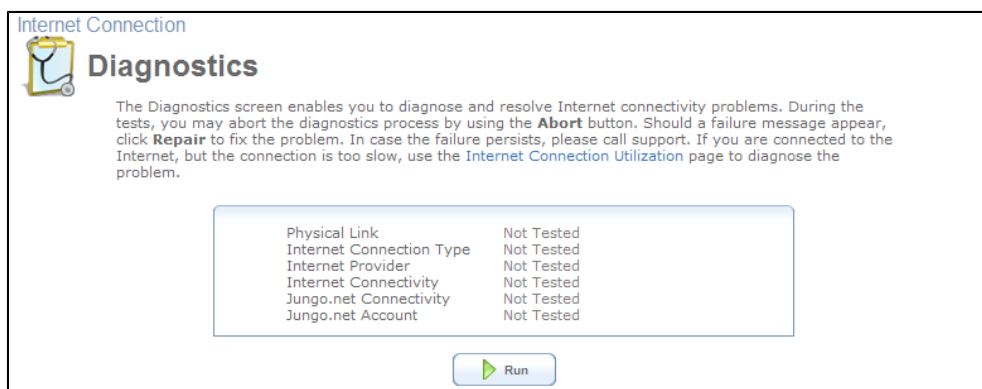 Internet Connection
Diagnostics
The Diagnostics screen enables you to diagnose and resolve Internet connectivity problems. During the
tests, you may abort the diagnostics process by using the Abort button. Should a failure message appear,
click Repair to fix the problem. In case the failure persists, please call support. If you are connected to the
Internet, but the connection is too slow, use the Internet Connection Utilization page to diagnose the
problem.
Physical Link Not Tested
Internet Connection Type Not Tested
Internet Provider Not Tested
Internet Connectivity Not Tested
Jungo.net Connectivity Not Tested
Jungo.net Account Not Tested
Run